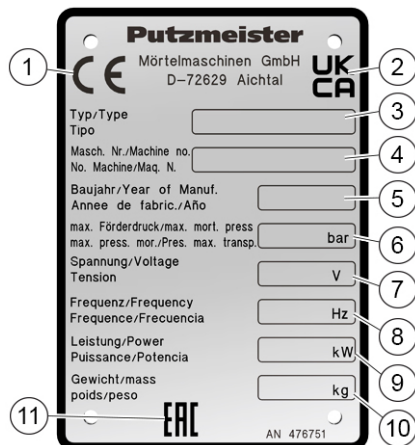 Putzmeister
Mörtelmaschinen GmbH
D-72629 Aichtal
CE
UK
CA
Typ/Type
Tipo
Masch. Nr./Machine no.
No. Machine/Maq. N.
Baujahr/Year of Manuf.
Annee de fabric./Año
max. Förderdruck/max. mort. press
max. press. mor./Pres. max. transp.
bar
Spannung/Voltage
Tension
V
Frequenz/Frequency
Frequence/Frecuencia
Hz
Leistung/Power
Puissance/Potencia
kW
Gewicht/mass
poids/peso
kg
EAC
AN 476751
1
2
3
4
5
6
7
8
9
10
11